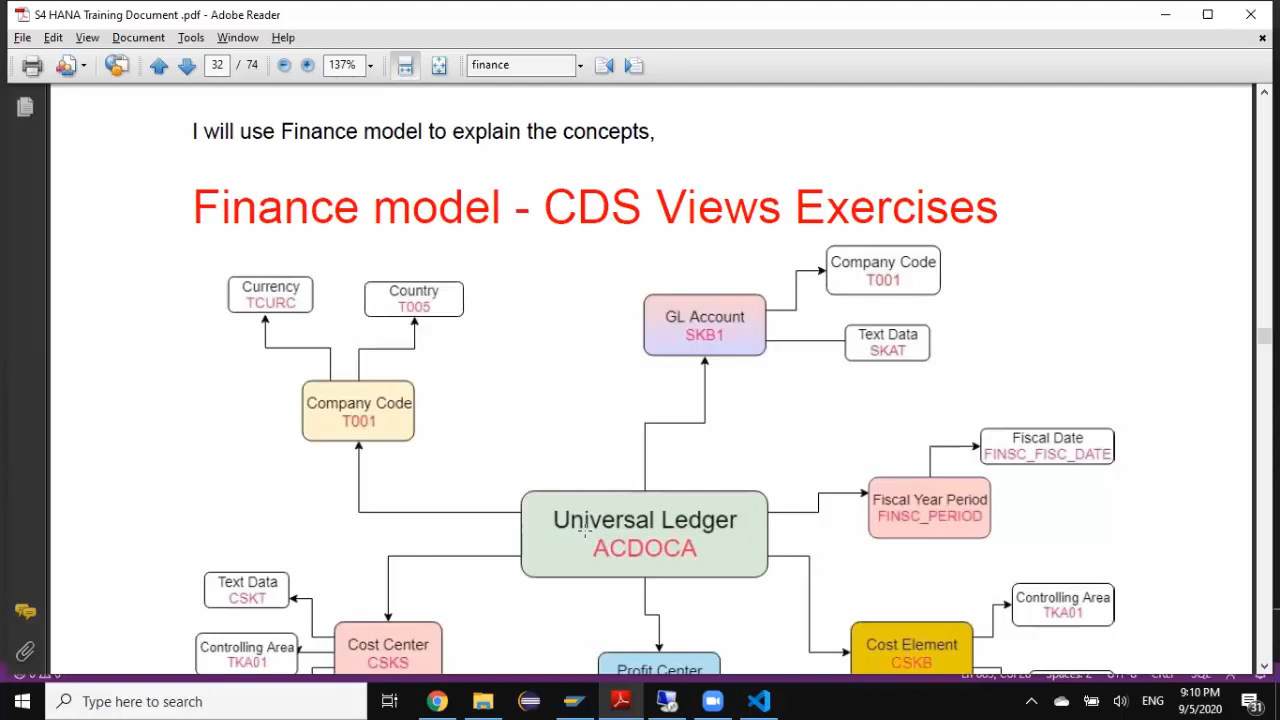 S4 HANA Training Document .pdf - Adobe Reader
File Edit View Document Tools Window Help
32 / 74 137% finance
I will use Finance model to explain the concepts,
Finance model - CDS Views Exercises
Company Code
T001
Currency
TCURC
Country
T005
GL Account
SKB1
Text Data
SKAT
Company Code
T001
Fiscal Date
FINSC_FISC_DATE
Fiscal Year Period
FINSC_PERIOD
Universal Ledger
ACDOCA
Text Data
CSKT
Controlling Area
TKA01
Controlling Area
TKA01
Cost Center
CSKS
Cost Element
CSKB
Profit Center
Type here to search
ENG
9:10 PM
9/5/2020
31